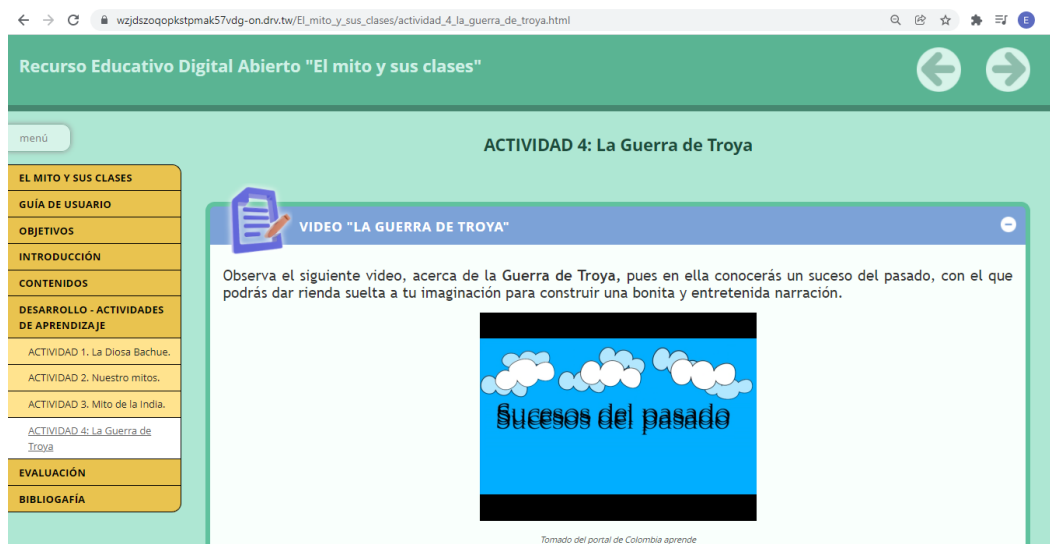 wzjdszoqopkstpmak57vdg-on.drv.tw/El_mito_y_sus_clases/actividad_4_la_guerra_de_troya.html
E
Recurso Educativo Digital Abierto "El mito y sus clases"
menú
EL MITO Y SUS CLASES
GUÍA DE USUARIO
OBJETIVOS
INTRODUCCIÓN
CONTENIDOS
DESARROLLO - ACTIVIDADES
DE APRENDIZAJE
ACTIVIDAD 1. La Diosa Bachue.
ACTIVIDAD 2. Nuestro mitos.
ACTIVIDAD 3. Mito de la India.
ACTIVIDAD 4: La Guerra de
Troya
EVALUACIÓN
BIBLIOGAFÍA
ACTIVIDAD 4: La Guerra de Troya
VIDEO "LA GUERRA DE TROYA"
Observa el siguiente video, acerca de la Guerra de Troya, pues en ella conocerás un suceso del pasado, con el que
podrás dar rienda suelta a tu imaginación para construir una bonita y entretenida narración.
Sucesos del pasado
Tomado del portal de Colombia aprende